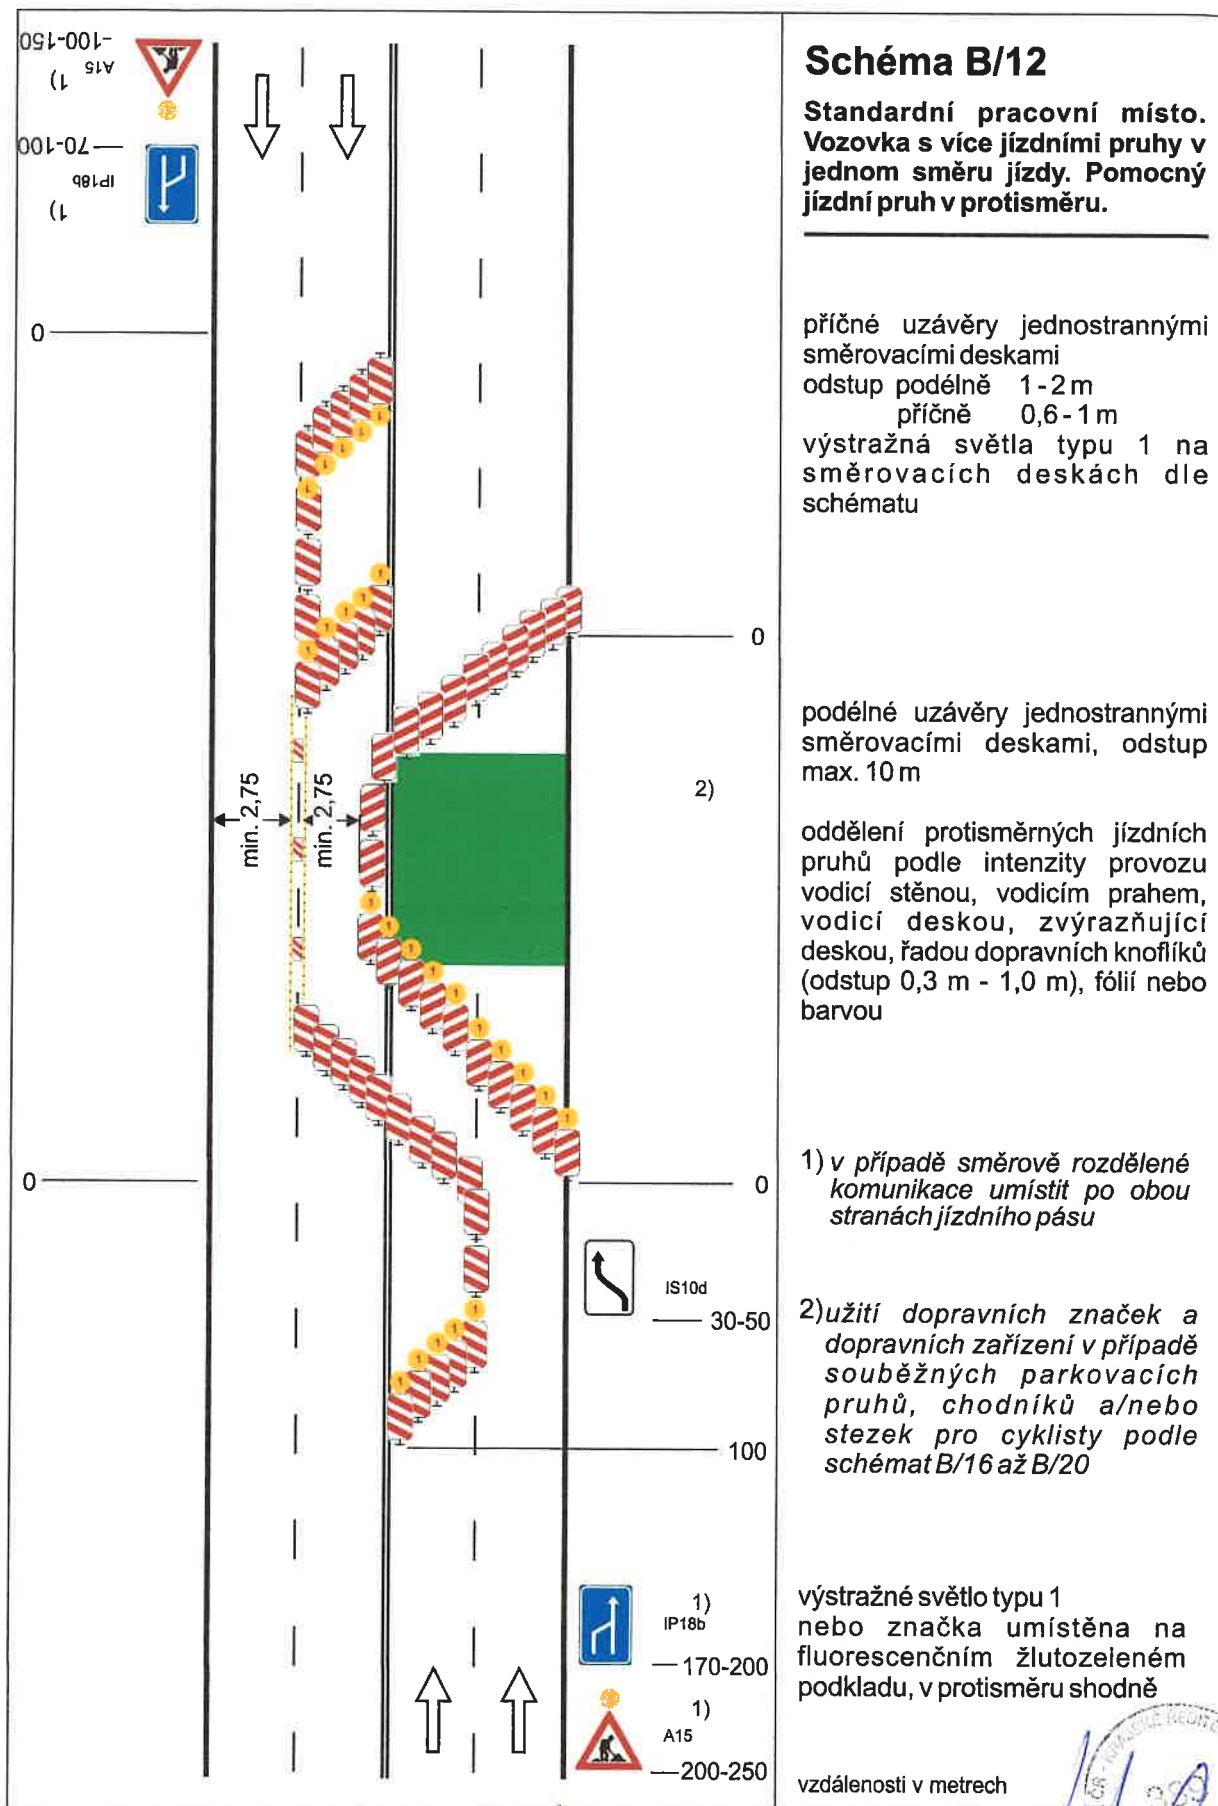 -100-150
A15 1)
70-100
IP18b
1)
0
0
min. 2,75
min. 2,75
0
2)
0
IS10d
30-50
100
1)
IP18b
170-200
1)
A15
200-250
Schéma B/12
Standardní pracovní místo.
Vozovka s více jízdními pruhy v
jednom směru jízdy. Pomocný
jízdní pruh v protisměru.
příčné uzávěry jednostrannými
směrovacími deskami
odstup podélně 1-2 m
příčně 0,6-1 m
výstražná světla typu 1 na
směrovacích deskách dle
schématu
podélné uzávěry jednostrannými
směrovacími deskami, odstup
max. 10 m
oddělení protisměrných jízdních
pruhů podle intenzity provozu
vodicí stěnou, vodicím prahem,
vodicí deskou, zvýrazňující
deskou, řadou dopravních knoflíků
(odstup 0,3 m - 1,0 m), fólií nebo
barvou
1) v případě směrově rozdělené
komunikace umístit po obou
stranách jízdního pásu
2) užití dopravních značek a
dopravních zařízení v případě
souběžných parkovacích
pruhů, chodníků a/nebo
stezek pro cyklisty podle
schémat B/16 až B/20
výstražné světlo typu 1
nebo značka umístěna na
fluorescenčním žlutozeleném
podkladu, v protisměru shodně
vzdálenosti v metrech